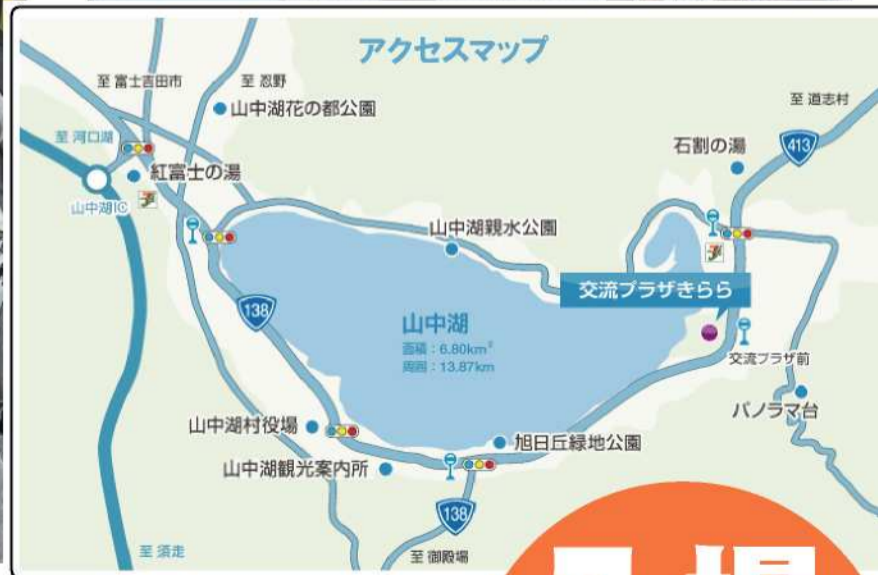 アクセスマップ
至 富士吉田市
至 忍野
山中湖花の都公園
至 道志村
至 河口湖
石割の湯
413
紅富士の湯
山中湖IC
山中湖親水公園
交流プラザきらら
138
山中湖
面積：6.80km²
周囲：13.87km
交流プラザ前
パノラマ台
山中湖村役場
旭日丘緑地公園
山中湖観光案内所
138
至 須走
至 御殿場